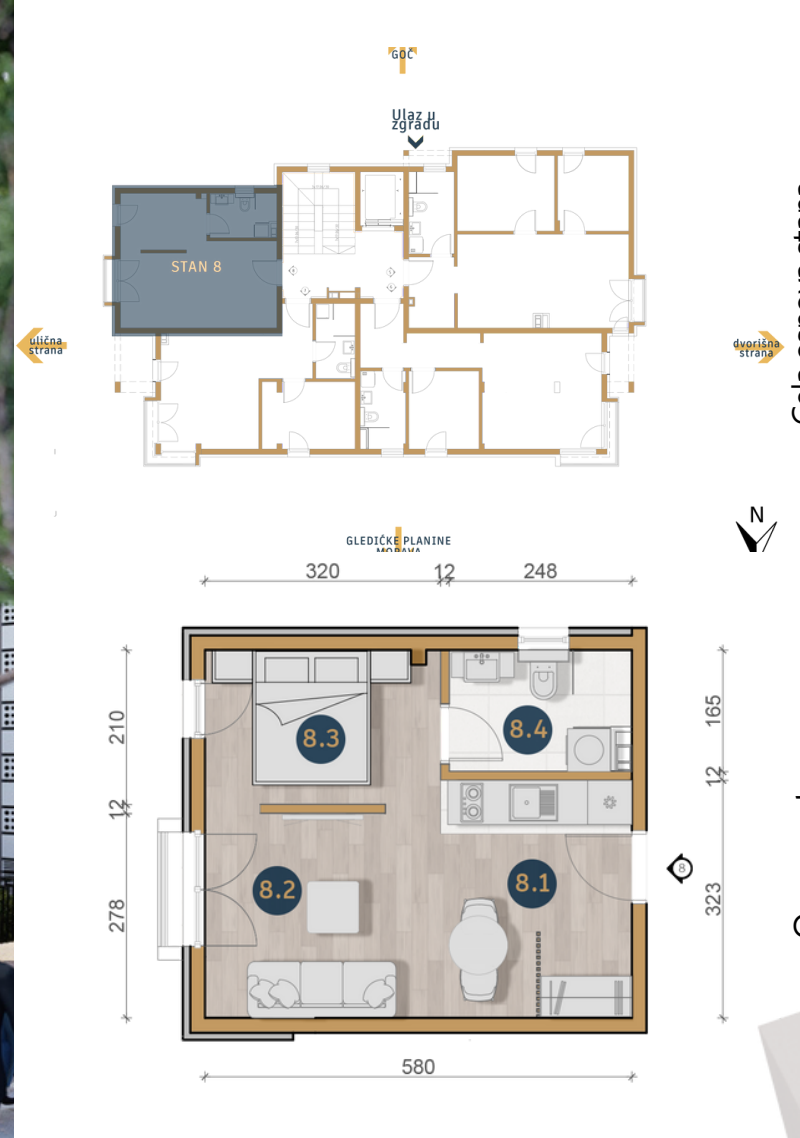 GOČ
Ulaz u
zgradu
STAN 8
ulična
strana
dvorišna
strana
N
GLEDIČKE PLANINE
MORAVA
320
12
248
210
12
278
165
12
323
8.3
8.4
8.2
8.1
8
580